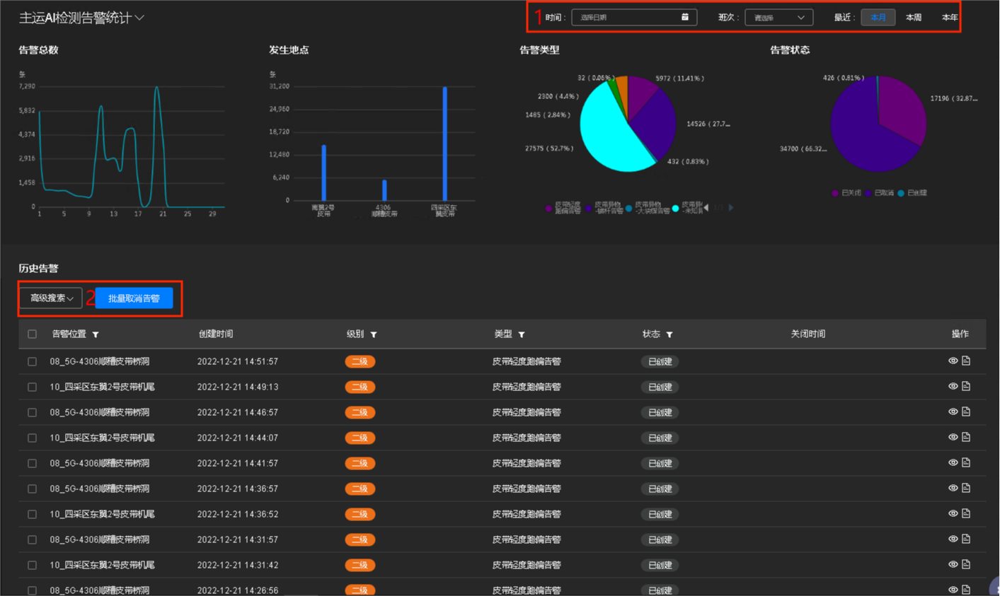 主运AI检测告警统计
1 时间： 选择日期 班次： 请选择 最近： 本月 本周 本年
告警总数
条
7,290
5,832
4,374
2,916
1,458
0
1 5 9 13 17 21 25 29
发生地点
条
31,200
24,960
18,720
12,480
6,240
0
南翼2号
皮带
4306
顺槽皮带
四采区东
翼皮带
告警类型
32 ( 0.06% )
5972 ( 11.41% )
2300 ( 4.4% )
1485 ( 2.84% )
14526 ( 27.7...
27575 ( 52.7% )
432 ( 0.83% )
皮带轻度
跑偏告警
皮带异物
-锚杆告警
皮带异物
-大块煤告警
皮带异
-未知异
告警状态
426 ( 0.81% )
17196 ( 32.87...
34700 ( 66.32...
已关闭 已取消 已创建
历史告警
高级搜索 2 批量取消告警
告警位置 创建时间 级别 类型 状态 关闭时间 操作
08_5G-4306顺槽皮带桥洞 2022-12-21 14:51:57 二级 皮带轻度跑偏告警 已创建
10_四采区东翼2号皮带机尾 2022-12-21 14:49:13 二级 皮带轻度跑偏告警 已创建
08_5G-4306顺槽皮带桥洞 2022-12-21 14:46:57 二级 皮带轻度跑偏告警 已创建
10_四采区东翼2号皮带机尾 2022-12-21 14:44:07 二级 皮带轻度跑偏告警 已创建
08_5G-4306顺槽皮带桥洞 2022-12-21 14:41:57 二级 皮带轻度跑偏告警 已创建
08_5G-4306顺槽皮带桥洞 2022-12-21 14:36:57 二级 皮带轻度跑偏告警 已创建
10_四采区东翼2号皮带机尾 2022-12-21 14:36:52 二级 皮带轻度跑偏告警 已创建
08_5G-4306顺槽皮带桥洞 2022-12-21 14:31:57 二级 皮带轻度跑偏告警 已创建
10_四采区东翼2号皮带机尾 2022-12-21 14:31:42 二级 皮带轻度跑偏告警 已创建
08_5G-4306顺槽皮带桥洞 2022-12-21 14:26:56 二级 皮带轻度跑偏告警 已创建